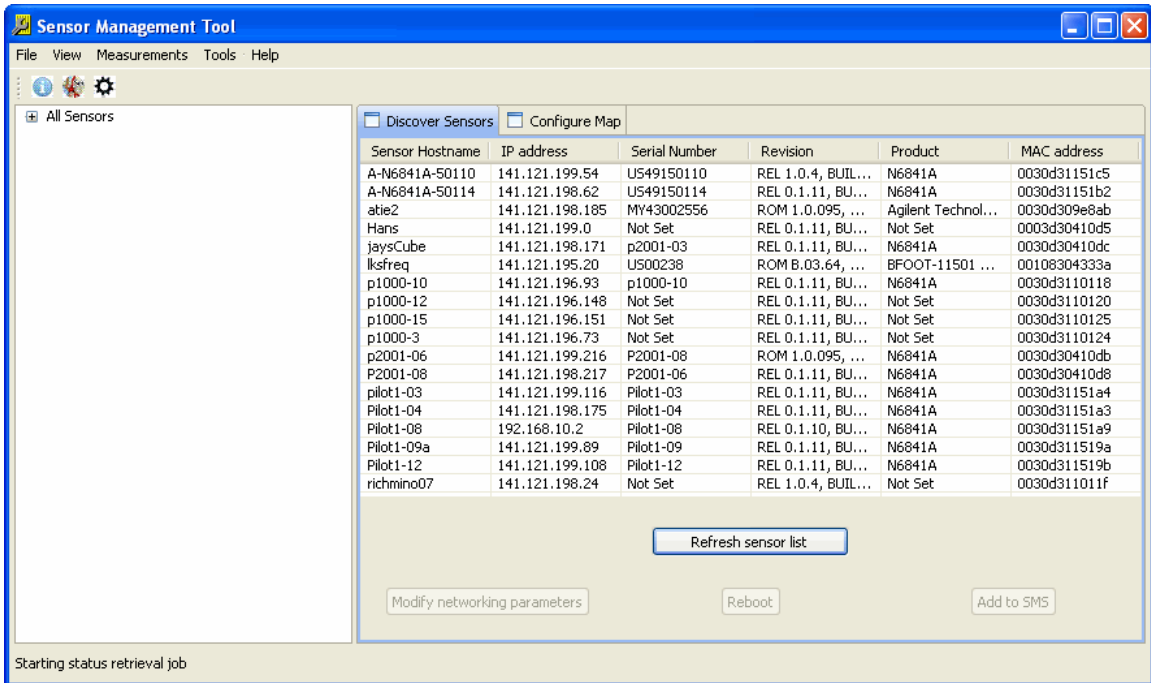 Sensor Management Tool
File View Measurements Tools Help
All Sensors
Discover Sensors Configure Map
Sensor Hostname IP address Serial Number Revision Product MAC address
A-N6841A-50110 141.121.199.54 US49150110 REL 1.0.4, BUIL... N6841A 0030d31151c5
A-N6841A-50114 141.121.198.62 US49150114 REL 0.1.11, BU... N6841A 0030d31151b2
atie2 141.121.198.185 MY43002556 ROM 1.0.095, ... Agilent Technol... 0030d309e8ab
Hans 141.121.199.0 Not Set REL 0.1.11, BU... Not Set 0003d30410d5
jaysCube 141.121.198.171 p2001-03 REL 0.1.11, BU... N6841A 0030d30410dc
lksfreq 141.121.195.20 US00238 ROM B.03.64, ... BFOOT-11501 ... 00108304333a
p1000-10 141.121.196.93 p1000-10 REL 0.1.11, BU... N6841A 0030d3110118
p1000-12 141.121.196.148 Not Set REL 0.1.11, BU... Not Set 0030d3110120
p1000-15 141.121.196.151 Not Set REL 0.1.11, BU... Not Set 0030d3110125
p1000-3 141.121.196.73 Not Set REL 0.1.11, BU... Not Set 0030d3110124
p2001-06 141.121.199.216 P2001-08 ROM 1.0.095, ... N6841A 0030d30410db
P2001-08 141.121.198.217 P2001-06 REL 0.1.11, BU... N6841A 0030d30410d8
pilot1-03 141.121.199.116 Pilot1-03 REL 0.1.11, BU... N6841A 0030d31151a4
Pilot1-04 141.121.198.175 Pilot1-04 REL 0.1.11, BU... N6841A 0030d31151a3
Pilot1-08 192.168.10.2 Pilot1-08 REL 0.1.10, BU... N6841A 0030d31151a9
Pilot1-09a 141.121.199.89 Pilot1-09 REL 0.1.11, BU... N6841A 0030d311519a
Pilot1-12 141.121.199.108 Pilot1-12 REL 0.1.11, BU... N6841A 0030d311519b
richmino07 141.121.198.24 Not Set REL 1.0.4, BUIL... Not Set 0030d311011f
Refresh sensor list
Modify networking parameters Reboot Add to SMS
Starting status retrieval job